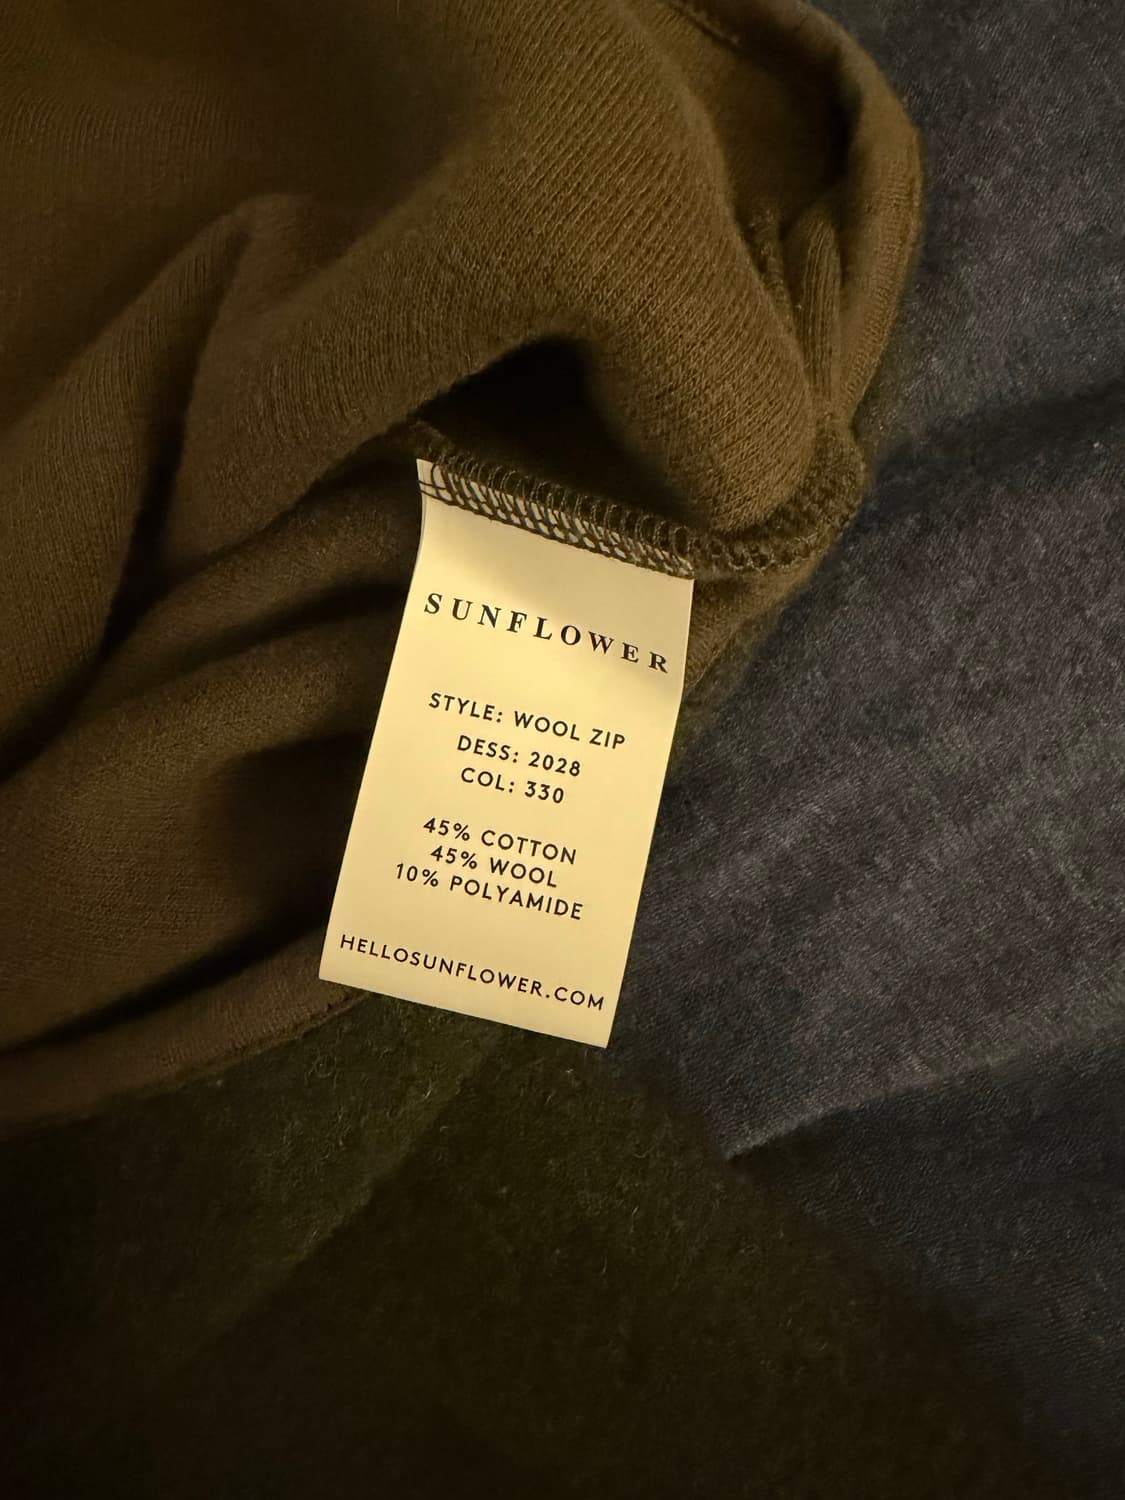 SUNFLOWER
STYLE: WOOL ZIP
DESS: 2028
COL: 330
45% COTTON
45% WOOL
10% POLYAMIDE
HELLOSUNFLOWER.COM